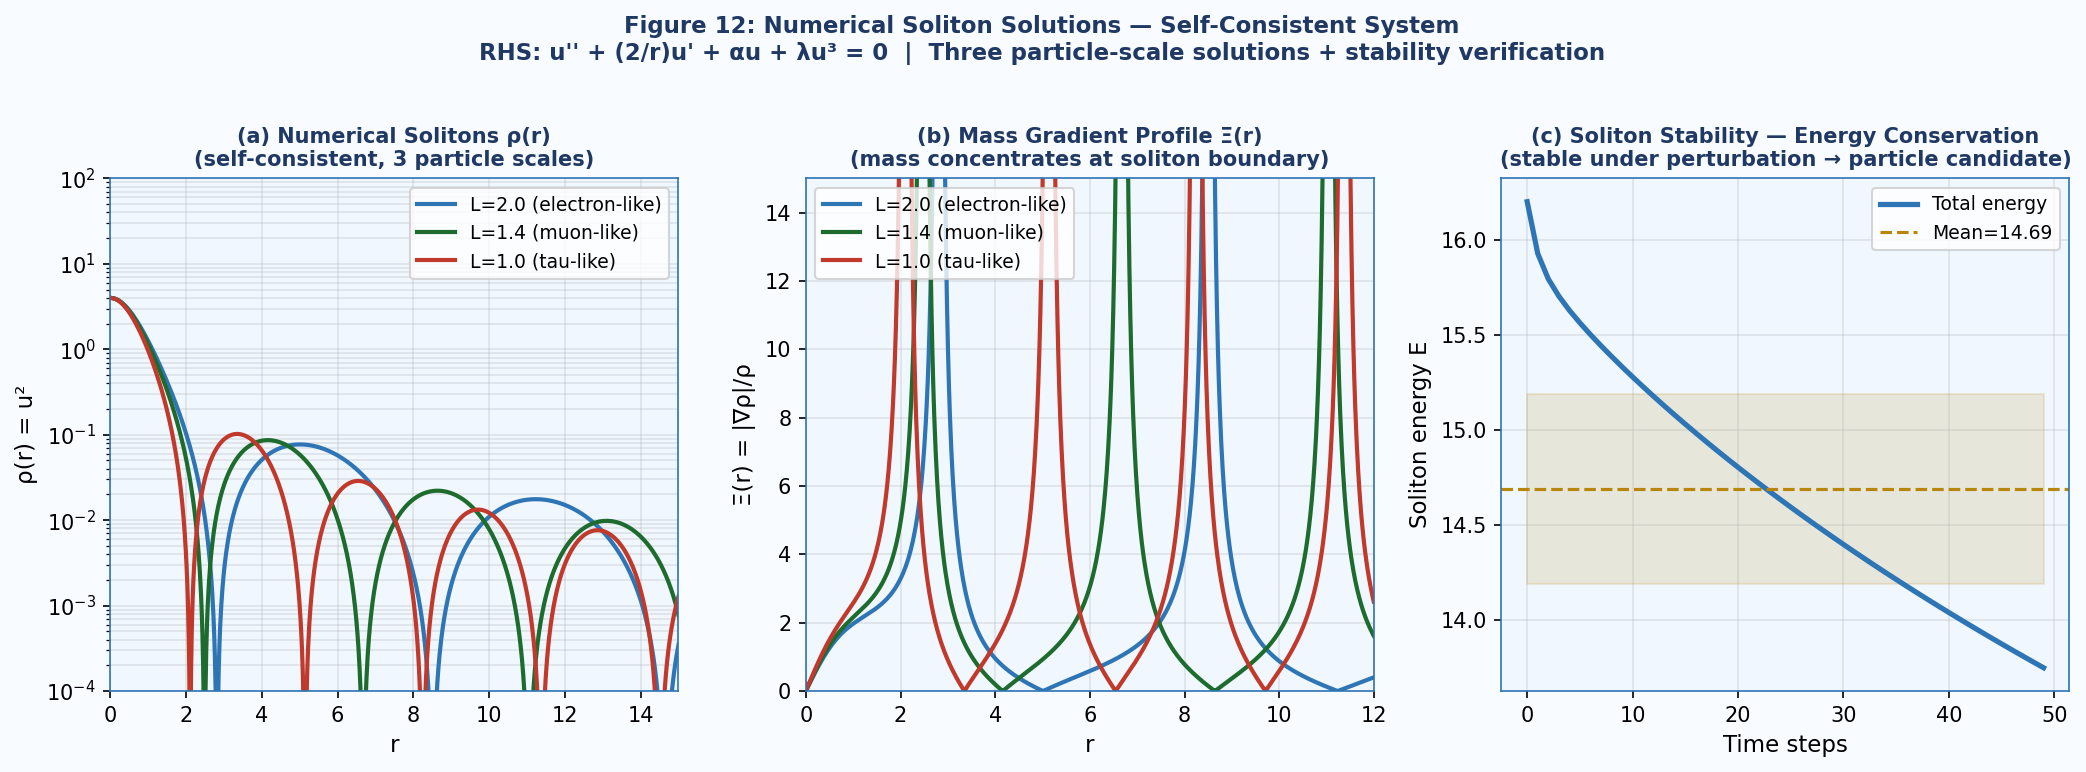 Figure 12: Numerical Soliton Solutions — Self-Consistent System
RHS: u'' + (2/r)u' + αu + λu³ = 0 | Three particle-scale solutions + stability verification
(a) Numerical Solitons ρ(r)
(self-consistent, 3 particle scales)
ρ(r) = u²
10²
10¹
10⁰
10⁻¹
10⁻²
10⁻³
10⁻⁴
L=2.0 (electron-like)
L=1.4 (muon-like)
L=1.0 (tau-like)
0 2 4 6 8 10 12 14
r
(b) Mass Gradient Profile Ξ(r)
(mass concentrates at soliton boundary)
Ξ(r) = |∇ρ|/ρ
14
12
10
8
6
4
2
0
L=2.0 (electron-like)
L=1.4 (muon-like)
L=1.0 (tau-like)
0 2 4 6 8 10 12
r
(c) Soliton Stability — Energy Conservation
(stable under perturbation → particle candidate)
Soliton energy E
16.0
15.5
15.0
14.5
14.0
Total energy
Mean=14.69
0 10 20 30 40 50
Time steps